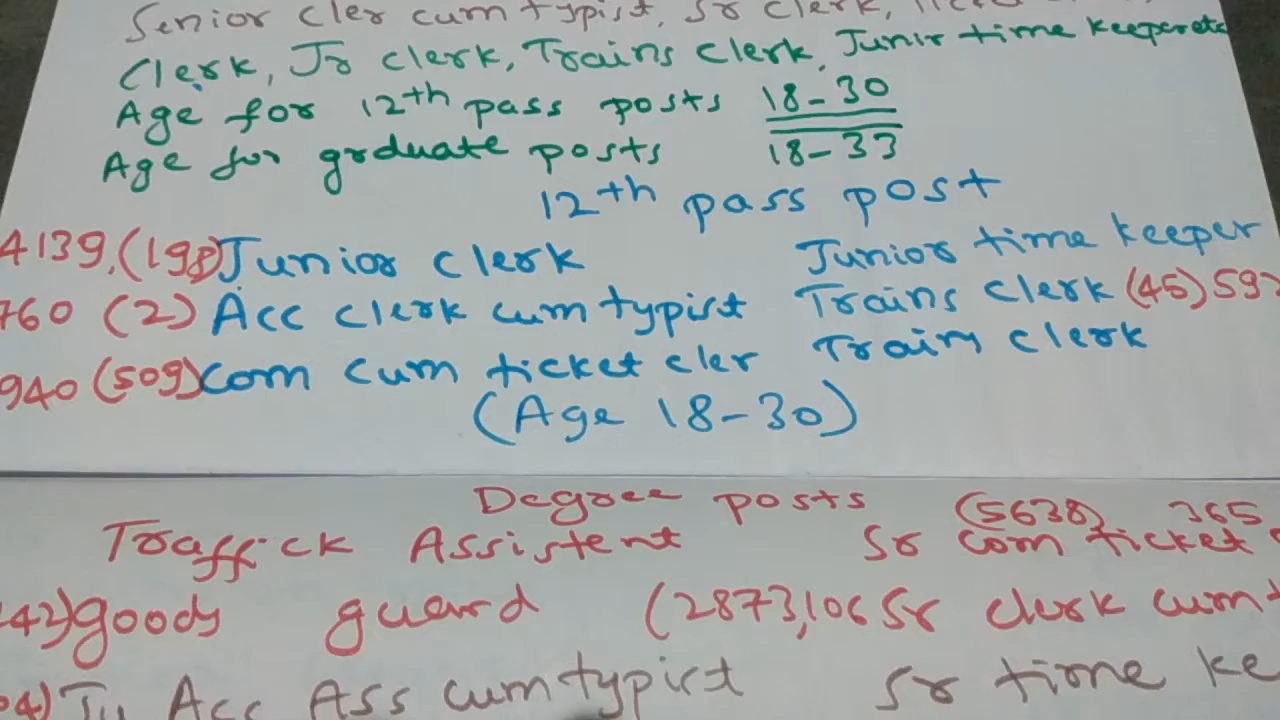 Senior Cler cum typist, Sr clerk,
Clerk, Jr clerk, Trains Clerk, Junir time keeper etc
Age for 12th pass posts 18-30
Age for grduate posts 18-33
12th pass post
4139,(198) Junior clerk Junior time keeper
760 (2) Acc clerk cum typist Trains clerk (45) 592
940 (509) com cum ticket cler Train clerk
(Age 18-30)
Degree posts (5638) 365
Traffick Assistent Sr com ticket
42) goods guard (2873,106 Sr clerk cum
04) Acc Ass cum typist Sr time ke